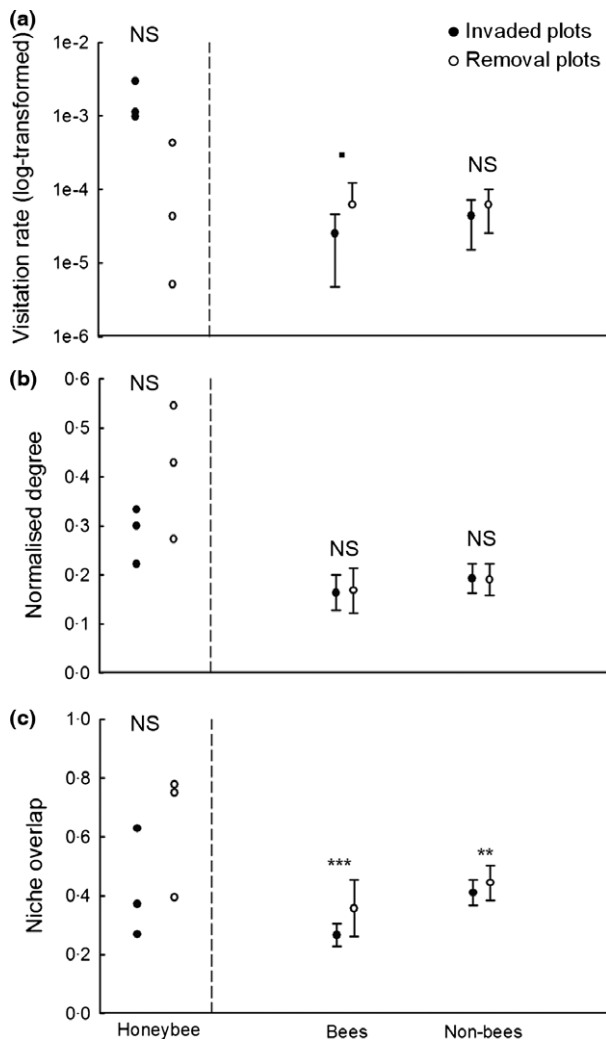 (a)
NS
Invaded plots
Removal plots
1e-2
1e-3
1e-4
1e-5
1e-6
Visitation rate (log-transformed)
NS
(b)
0·6
NS
0·5
0·4
0·3
0·2
0·1
0·0
Normalised degree
NS
NS
(c)
1·0
NS
0·8
0·6
0·4
0·2
0·0
Niche overlap
***
**
Honeybee
Bees
Non-bees